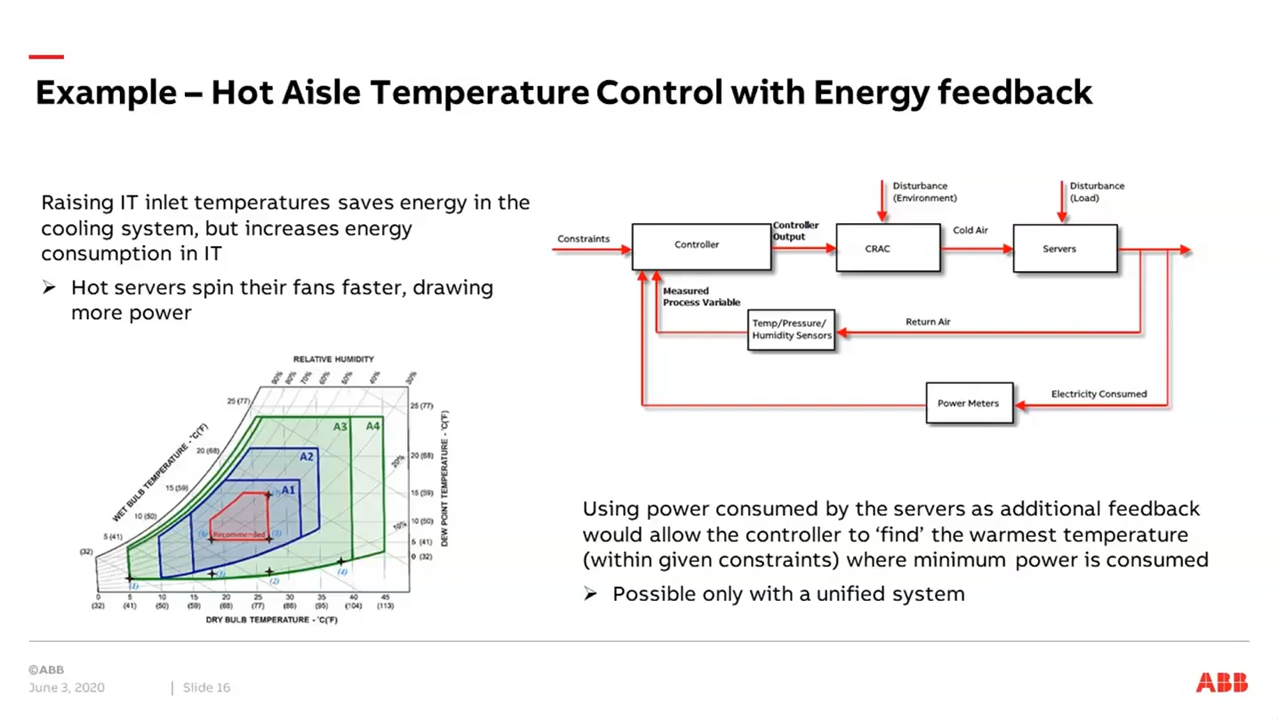 Example – Hot Aisle Temperature Control with Energy feedback
Raising IT inlet temperatures saves energy in the
cooling system, but increases energy
consumption in IT
➢ Hot servers spin their fans faster, drawing
more power
Constraints
Controller
Controller
Output
Disturbance
(Environment)
CRAC
Cold Air
Disturbance
(Load)
Servers
Measured
Process Variable
Temp/Pressure/
Humidity Sensors
Return Air
Power Meters
Electricity Consumed
RELATIVE HUMIDITY
90% 80% 70% 60% 50% 40% 30%
25 (77)
20 (68)
15 (59)
10 (50)
5 (41)
(32)
WET BULB TEMPERATURE - °C(°F)
A3
A4
A2
A1
Recommended
20%
10%
(3)
(1)
(2)
(4)
25 (77)
20 (68)
15 (59)
10 (50)
5 (41)
0 (32)
DEW POINT TEMPERATURE - °C(°F)
0 5 10 15 20 25 30 35 40 45
(32) (41) (50) (59) (68) (77) (86) (95) (104) (113)
DRY BULB TEMPERATURE - °C(°F)
Using power consumed by the servers as additional feedback
would allow the controller to ‘find’ the warmest temperature
(within given constraints) where minimum power is consumed
➢ Possible only with a unified system
©ABB
June 3, 2020 | Slide 16
ABB